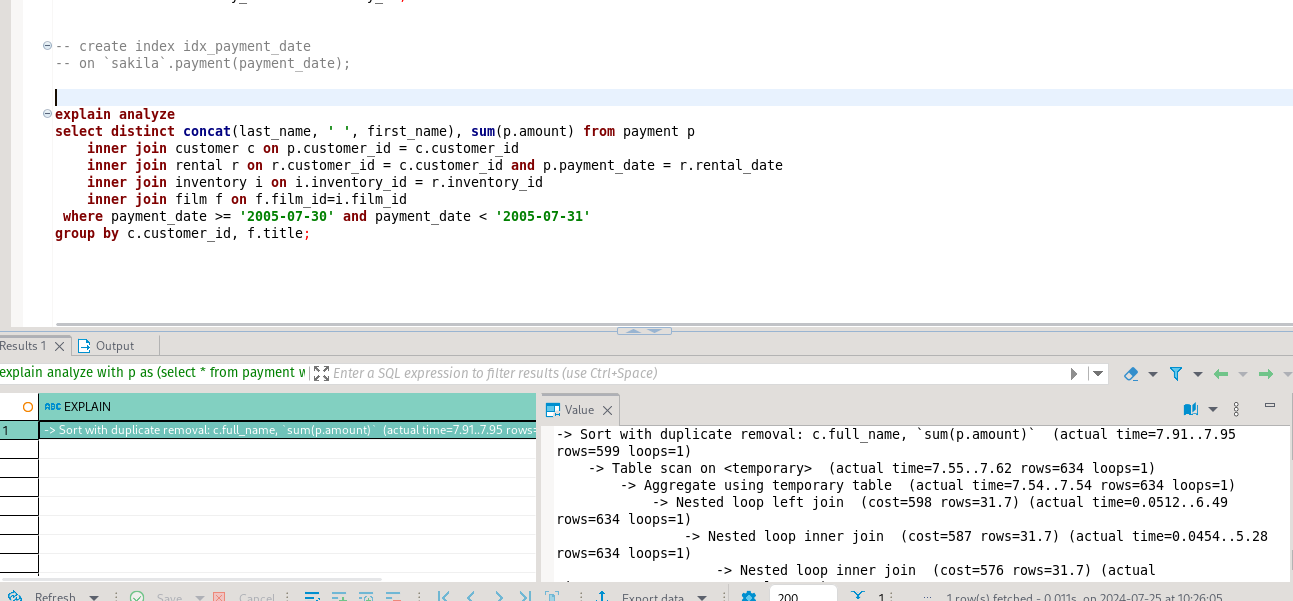 -- create index idx_payment_date
-- on `sakila`.payment(payment_date);
explain analyze
select distinct concat(last_name, ' ', first_name), sum(p.amount) from payment p
inner join customer c on p.customer_id = c.customer_id
inner join rental r on r.customer_id = c.customer_id and p.payment_date = r.rental_date
inner join inventory i on i.inventory_id = r.inventory_id
inner join film f on f.film_id=i.film_id
where payment_date >= '2005-07-30' and payment_date < '2005-07-31'
group by c.customer_id, f.title;
Results 1 Output
explain analyze with p as (select * from payment w Enter a SQL expression to filter results (use Ctrl+Space)
ABC EXPLAIN
1 -> Sort with duplicate removal: c.full_name, `sum(p.amount)` (actual time=7.91..7.95 rows=
Value
-> Sort with duplicate removal: c.full_name, `sum(p.amount)` (actual time=7.91..7.95
rows=599 loops=1)
-> Table scan on <temporary> (actual time=7.55..7.62 rows=634 loops=1)
-> Aggregate using temporary table (actual time=7.54..7.54 rows=634 loops=1)
-> Nested loop left join (cost=598 rows=31.7) (actual time=0.0512..6.49
rows=634 loops=1)
-> Nested loop inner join (cost=587 rows=31.7) (actual time=0.0454..5.28
rows=634 loops=1)
-> Nested loop inner join (cost=576 rows=31.7) (actual
Refresh Save Cancel Export data 200 1 1 row(s) fetched - 0.011s, on 2024-07-25 at 10:26:05